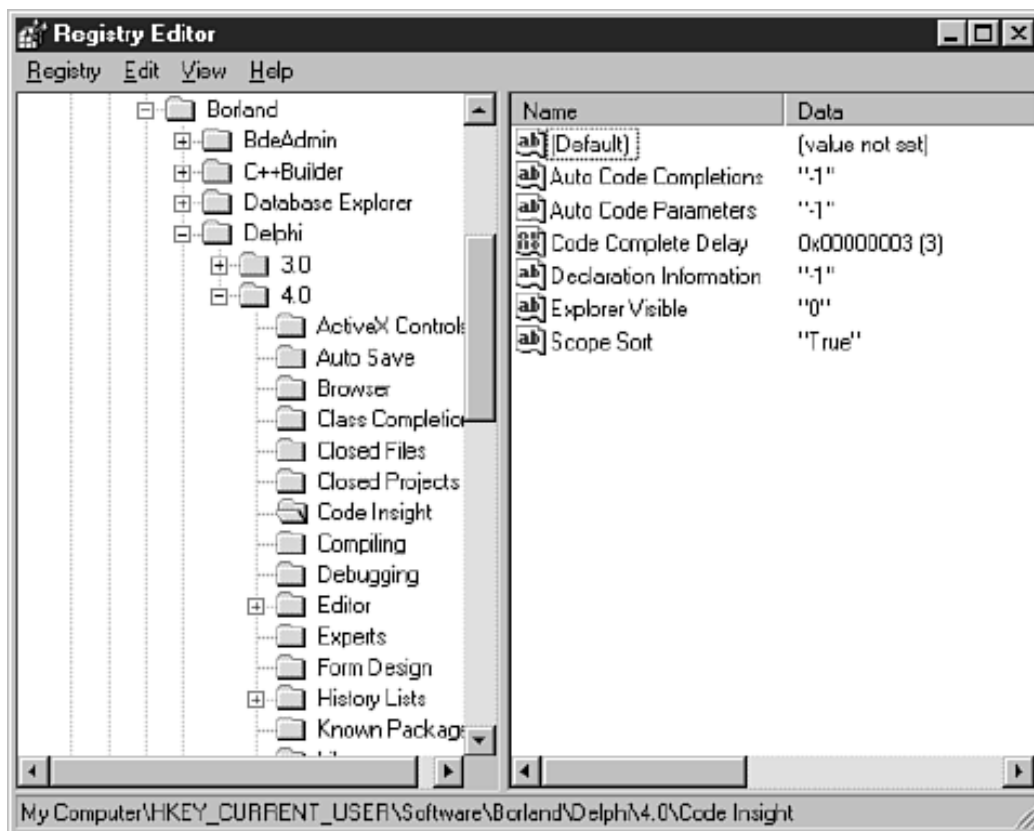 Registry Editor
Registry Edit View Help
Borland
BdeAdmin
C++Builder
Database Explorer
Delphi
3.0
4.0
ActiveX Controls
Auto Save
Browser
Class Completion
Closed Files
Closed Projects
Code Insight
Compiling
Debugging
Editor
Experts
Form Design
History Lists
Known Package
Name Data
(Default) (value not set)
Auto Code Completions "-1"
Auto Code Parameters "-1"
Code Complete Delay 0x00000003 (3)
Declaration Information "-1"
Explorer Visible "0"
Scope Sort "True"
My Computer\HKEY_CURRENT_USER\Software\Borland\Delphi\4.0\Code Insight